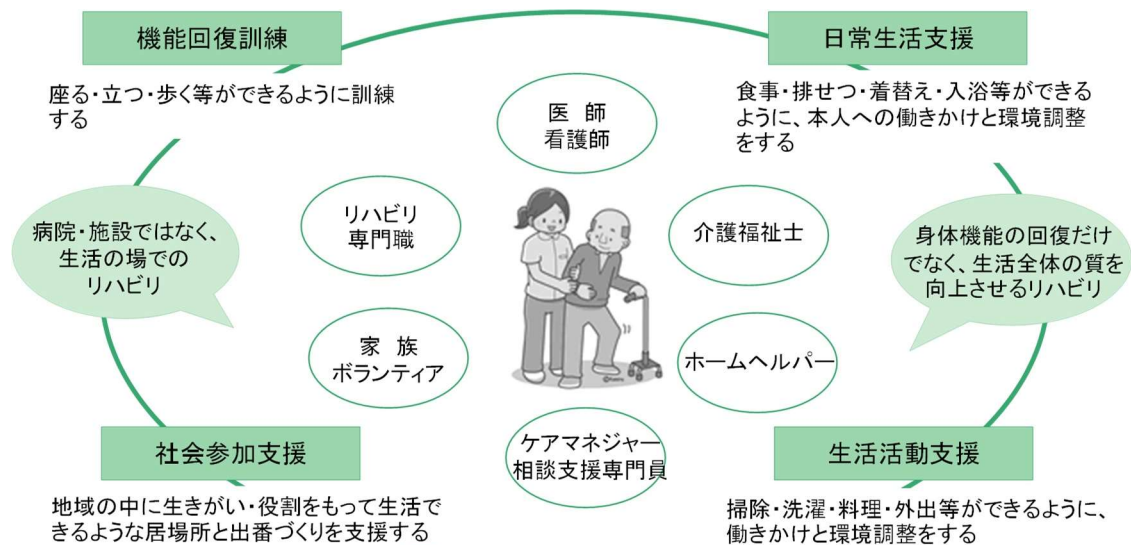 機能回復訓練
座る・立つ・歩く等ができるように訓練
する
日常生活支援
食事・排せつ・着替え・入浴等ができる
ように、本人への働きかけと環境調整
をする
医　師
看護師
リハビリ
専門職
介護福祉士
病院・施設ではなく、
生活の場での
リハビリ
身体機能の回復だけ
でなく、生活全体の質を
向上させるリハビリ
家　族
ボランティア
ホームヘルパー
ケアマネジャー
相談支援専門員
社会参加支援
地域の中に生きがい・役割をもって生活で
きるような居場所と出番づくりを支援する
生活活動支援
掃除・洗濯・料理・外出等ができるように、
働きかけと環境調整をする